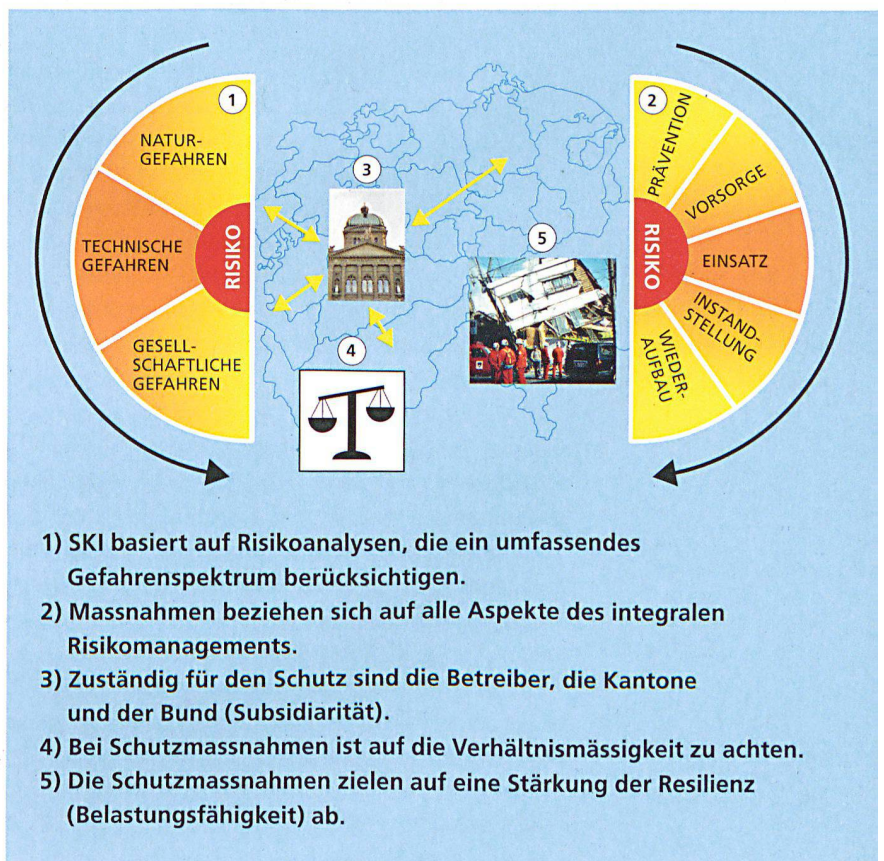 1
NATUR-
GEFAHREN
TECHNISCHE
GEFAHREN
GESELL-
SCHAFTLICHE
GEFAHREN
RISIKO
3
4
5
2
PRÄVENTION
VORSORGE
EINSATZ
INSTAND-
STELLUNG
WIEDER-
AUFBAU
RISIKO
1) SKI basiert auf Risikoanalysen, die ein umfassendes
Gefahrenspektrum berücksichtigen.
2) Massnahmen beziehen sich auf alle Aspekte des integralen
Risikomanagements.
3) Zuständig für den Schutz sind die Betreiber, die Kantone
und der Bund (Subsidiarität).
4) Bei Schutzmassnahmen ist auf die Verhältnismässigkeit zu achten.
5) Die Schutzmassnahmen zielen auf eine Stärkung der Resilienz
(Belastungsfähigkeit) ab.